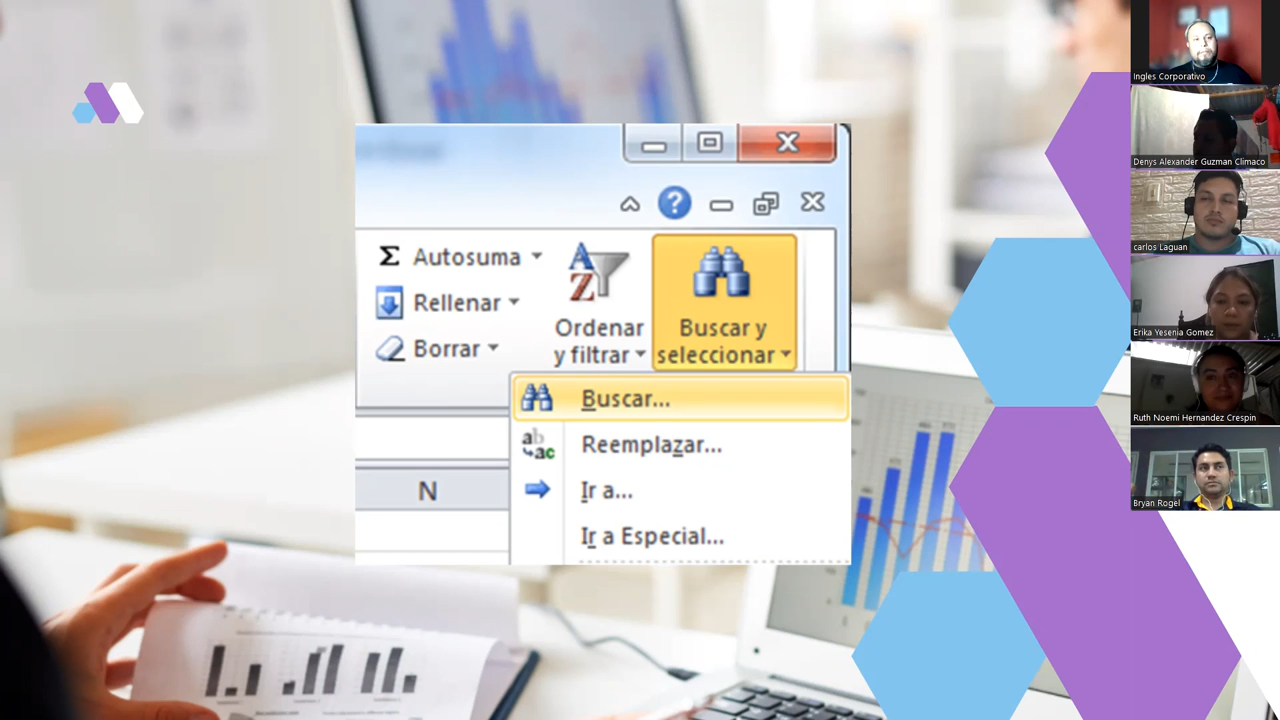 Σ Autosuma
Rellenar
Borrar
Ordenar
y filtrar
Buscar y
seleccionar
Buscar...
Reemplazar...
Ir a...
Ir a Especial...
N
Ingles Corporativo
Denys Alexander Guzman Climaco
carlos Laguan
Erika Yesenia Gomez
Ruth Noemi Hernandez Crespin
Bryan Rogel